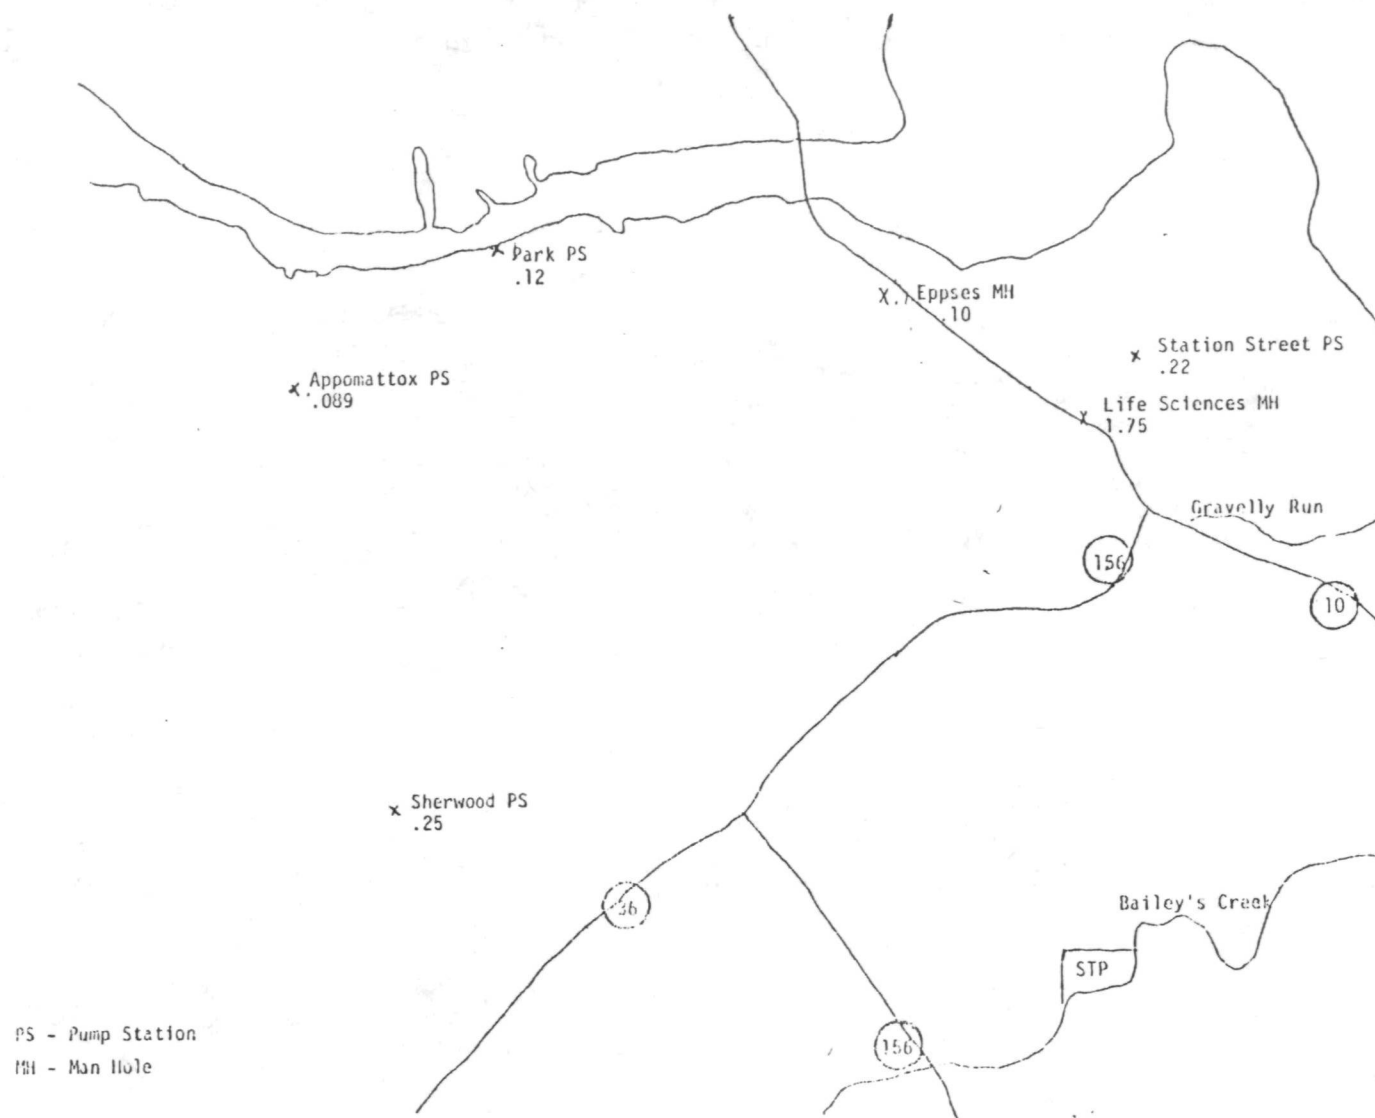 Park PS
.12
Eppses MH
.10
Station Street PS
.22
Appomattox PS
.089
Life Sciences MH
1.75
Gravelly Run
156
10
Sherwood PS
.25
36
Bailey's Creek
STP
156
PS - Pump Station
MH - Man Hole